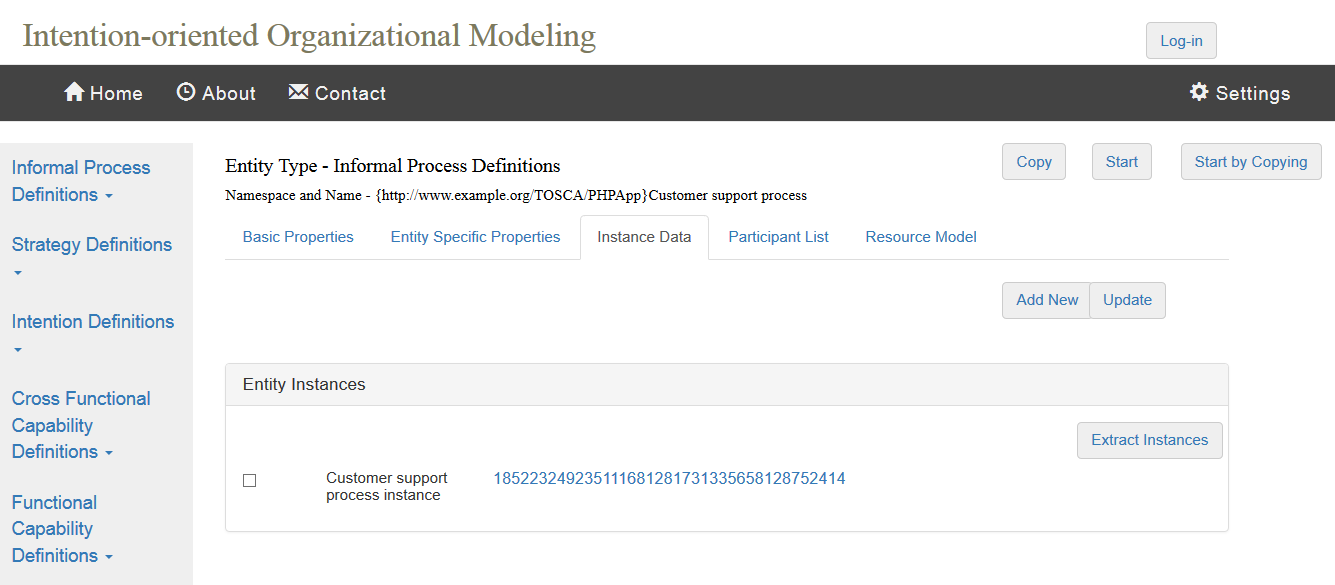 Intention-oriented Organizational Modeling
Log-in
Home
About
Contact
Settings
Informal Process
Definitions
Strategy Definitions
Intention Definitions
Cross Functional
Capability
Definitions
Functional
Capability
Definitions
Entity Type - Informal Process Definitions
Copy
Start
Start by Copying
Namespace and Name - {http://www.example.org/TOSCA/PHPApp}Customer support process
Basic Properties
Entity Specific Properties
Instance Data
Participant List
Resource Model
Add New
Update
Entity Instances
Extract Instances
Customer support
process instance
185223249235111681281731335658128752414